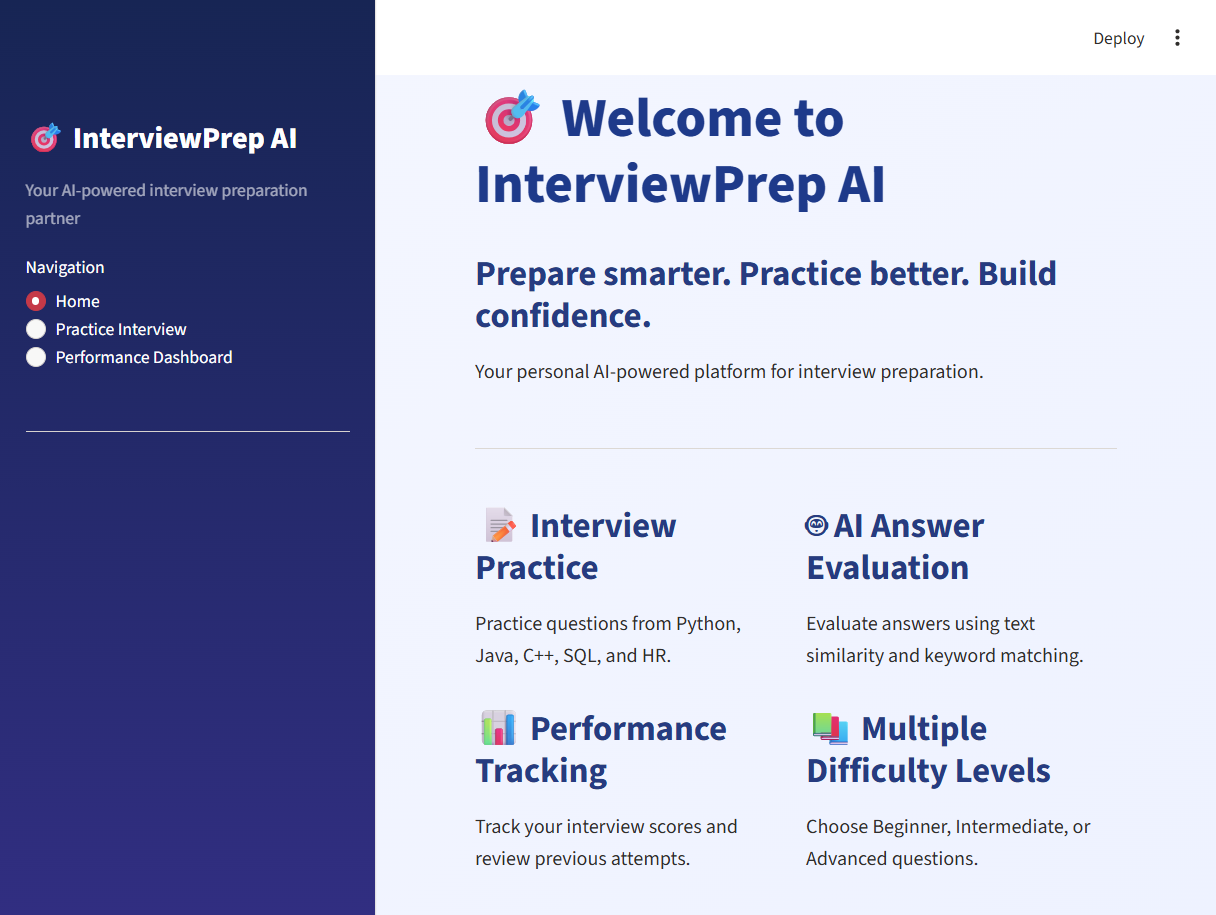 InterviewPrep AI
Your AI-powered interview preparation
partner
Navigation
Home
Practice Interview
Performance Dashboard
Deploy
Welcome to
InterviewPrep AI
Prepare smarter. Practice better. Build
confidence.
Your personal AI-powered platform for interview preparation.
Interview
Practice
Practice questions from Python,
Java, C++, SQL, and HR.
AI Answer
Evaluation
Evaluate answers using text
similarity and keyword matching.
Performance
Tracking
Track your interview scores and
review previous attempts.
Multiple
Difficulty Levels
Choose Beginner, Intermediate, or
Advanced questions.